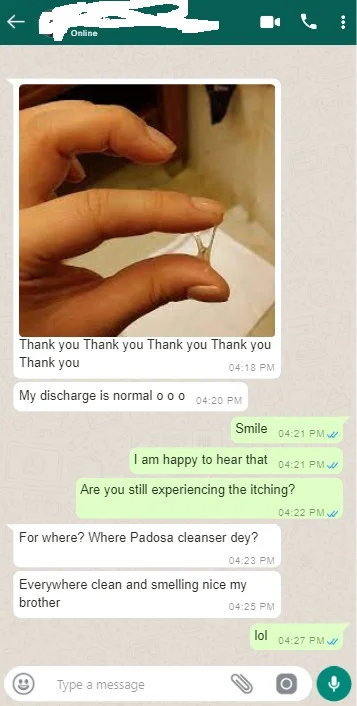 Online
Thank you Thank you Thank you Thank you
Thank you
04:18 PM
My discharge is normal o o o 04:20 PM
Smile 04:21 PM
I am happy to hear that 04:21 PM
Are you still experiencing the itching?
04:22 PM
For where? Where Padosa cleanser dey?
04:23 PM
Everywhere clean and smelling nice my
brother 04:25 PM
lol 04:27 PM
Type a message